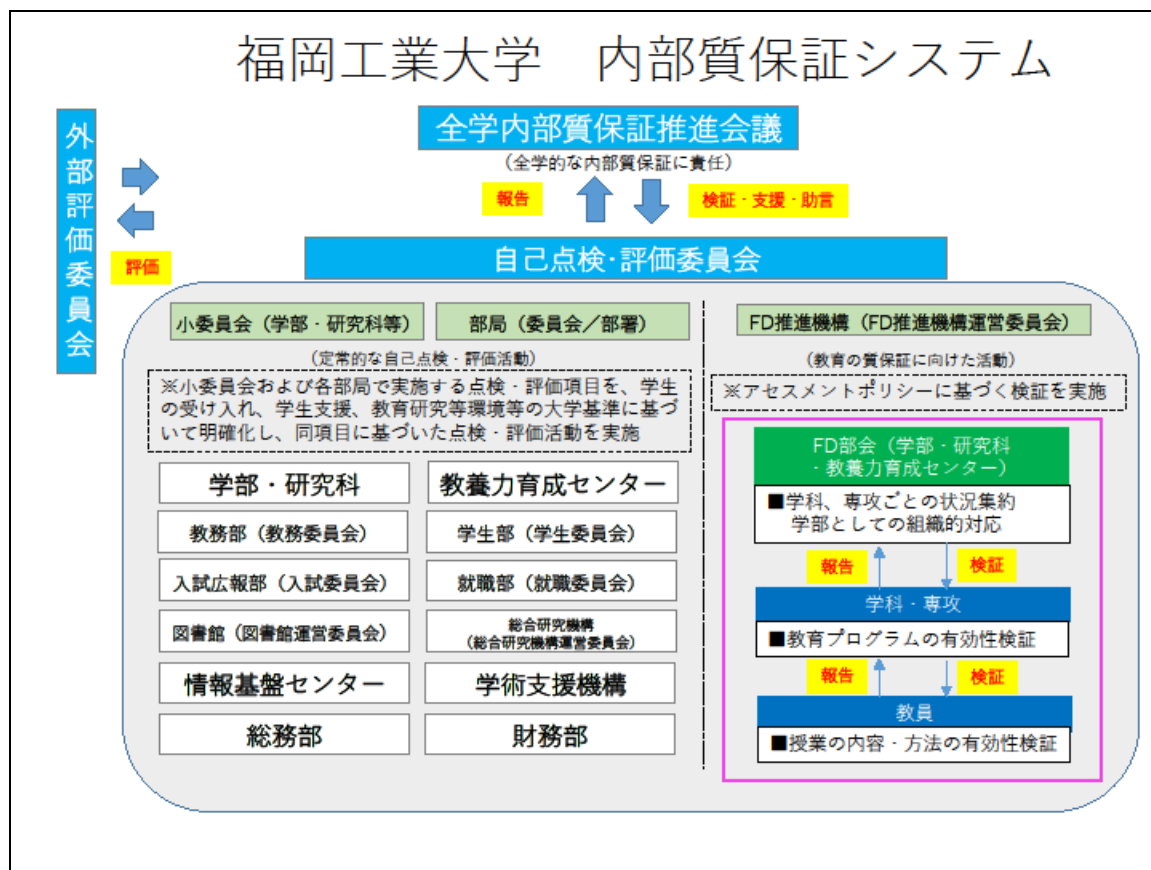 福岡工業大学　内部質保証システム
外部評価委員会
全学内部質保証推進会議
(全学的な内部質保証に責任)
報告
検証・支援・助言
評価
自己点検・評価委員会
小委員会（学部・研究科等）
部局（委員会／部署）
(定常的な自己点検・評価活動)
※小委員会および各部局で実施する点検・評価項目を、学生
の受け入れ、学生支援、教育研究等環境等の大学基準に基づ
いて明確化し、同項目に基づいた点検・評価活動を実施
学部・研究科
教養力育成センター
教務部（教務委員会）
学生部（学生委員会）
入試広報部（入試委員会）
就職部（就職委員会）
図書館（図書館運営委員会）
総合研究機構
（総合研究機構運営委員会）
情報基盤センター
学術支援機構
総務部
財務部
FD推進機構（FD推進機構運営委員会）
(教育の質保証に向けた活動)
※アセスメントポリシーに基づく検証を実施
FD部会（学部・研究科
・教養力育成センター）
■学科、専攻ごとの状況集約
学部としての組織的対応
報告
検証
学科・専攻
■教育プログラムの有効性検証
報告
検証
教員
■授業の内容・方法の有効性検証